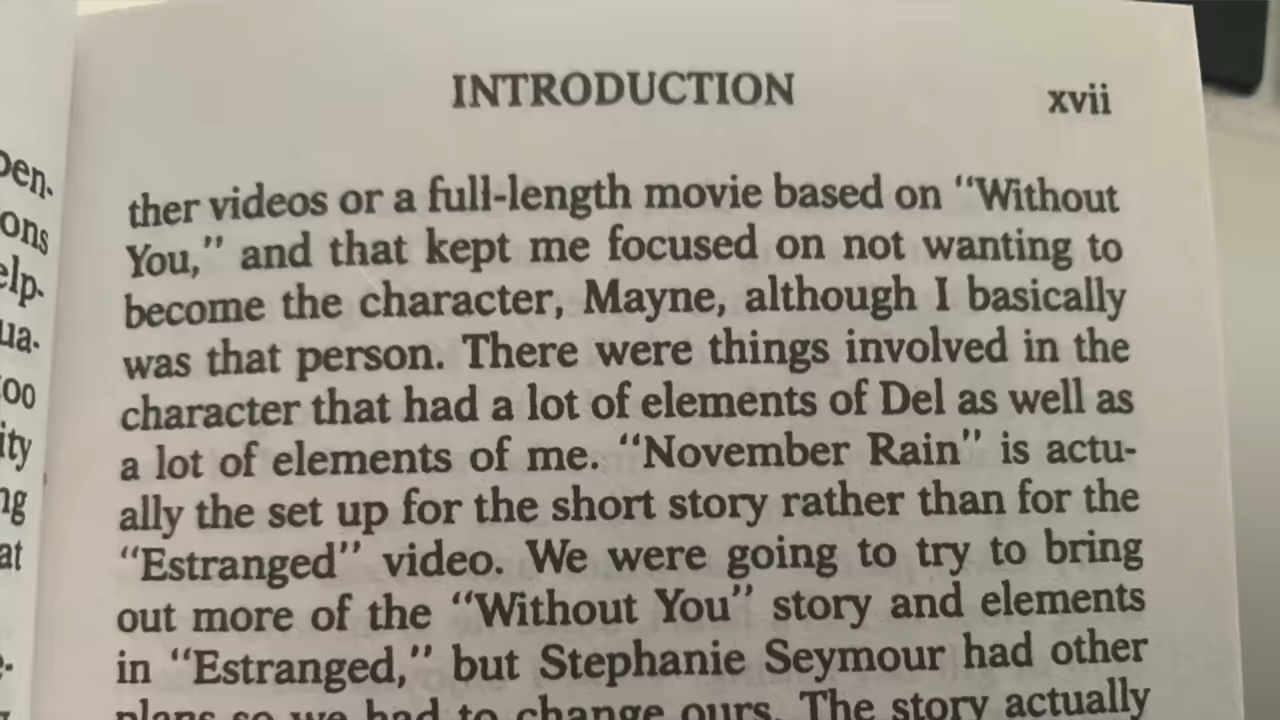 INTRODUCTION
xvii
ther videos or a full-length movie based on “Without
You,” and that kept me focused on not wanting to
become the character, Mayne, although I basically
was that person. There were things involved in the
character that had a lot of elements of Del as well as
a lot of elements of me. “November Rain” is actu-
ally the set up for the short story rather than for the
“Estranged” video. We were going to try to bring
out more of the “Without You” story and elements
in “Estranged,” but Stephanie Seymour had other
plans so we had to change ours. The story actually